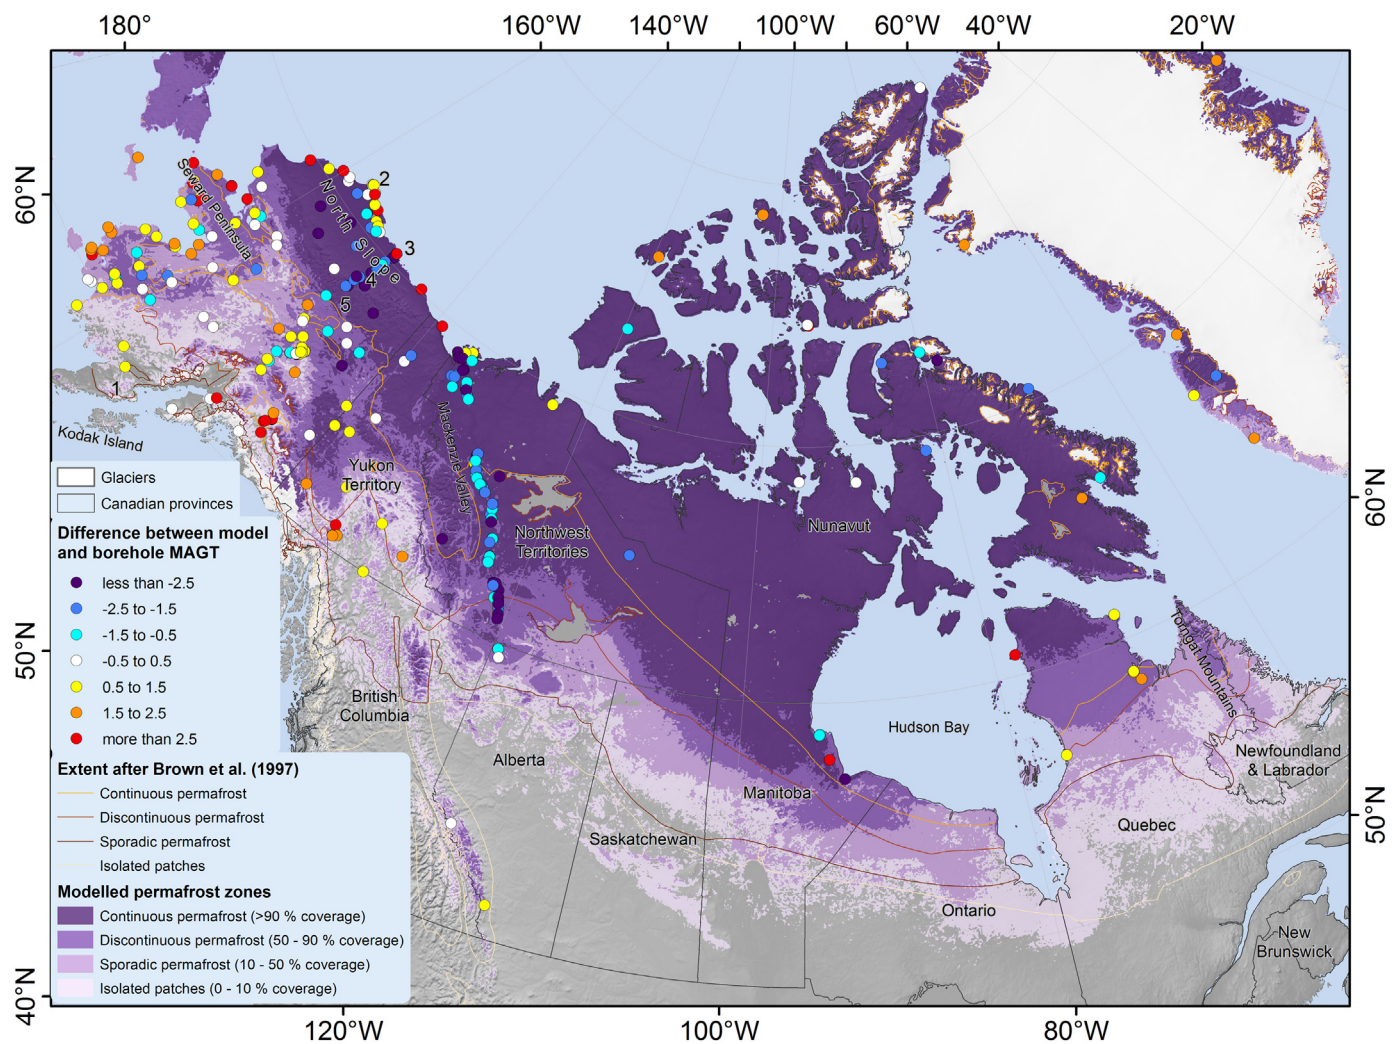 180°
160°W
140°W
100°W
60°W
40°W
20°W
60°N
50°N
40°N
60°N
50°N
120°W
100°W
80°W
Seward Peninsula
North Slope
2
3
4
5
1
Kodak Island
Mackenzie Valley
Yukon
Territory
Northwest
Territories
Nunavut
British
Columbia
Alberta
Saskatchewan
Manitoba
Hudson Bay
Ontario
Quebec
Torngat Mountains
Newfoundland
& Labrador
New
Brunswick
Glaciers
Canadian provinces
Difference between model
and borehole MAGT
less than -2.5
-2.5 to -1.5
-1.5 to -0.5
-0.5 to 0.5
0.5 to 1.5
1.5 to 2.5
more than 2.5
Extent after Brown et al. (1997)
Continuous permafrost
Discontinuous permafrost
Sporadic permafrost
Isolated patches
Modelled permafrost zones
Continuous permafrost (>90 % coverage)
Discontinuous permafrost (50 - 90 % coverage)
Sporadic permafrost (10 - 50 % coverage)
Isolated patches (0 - 10 % coverage)